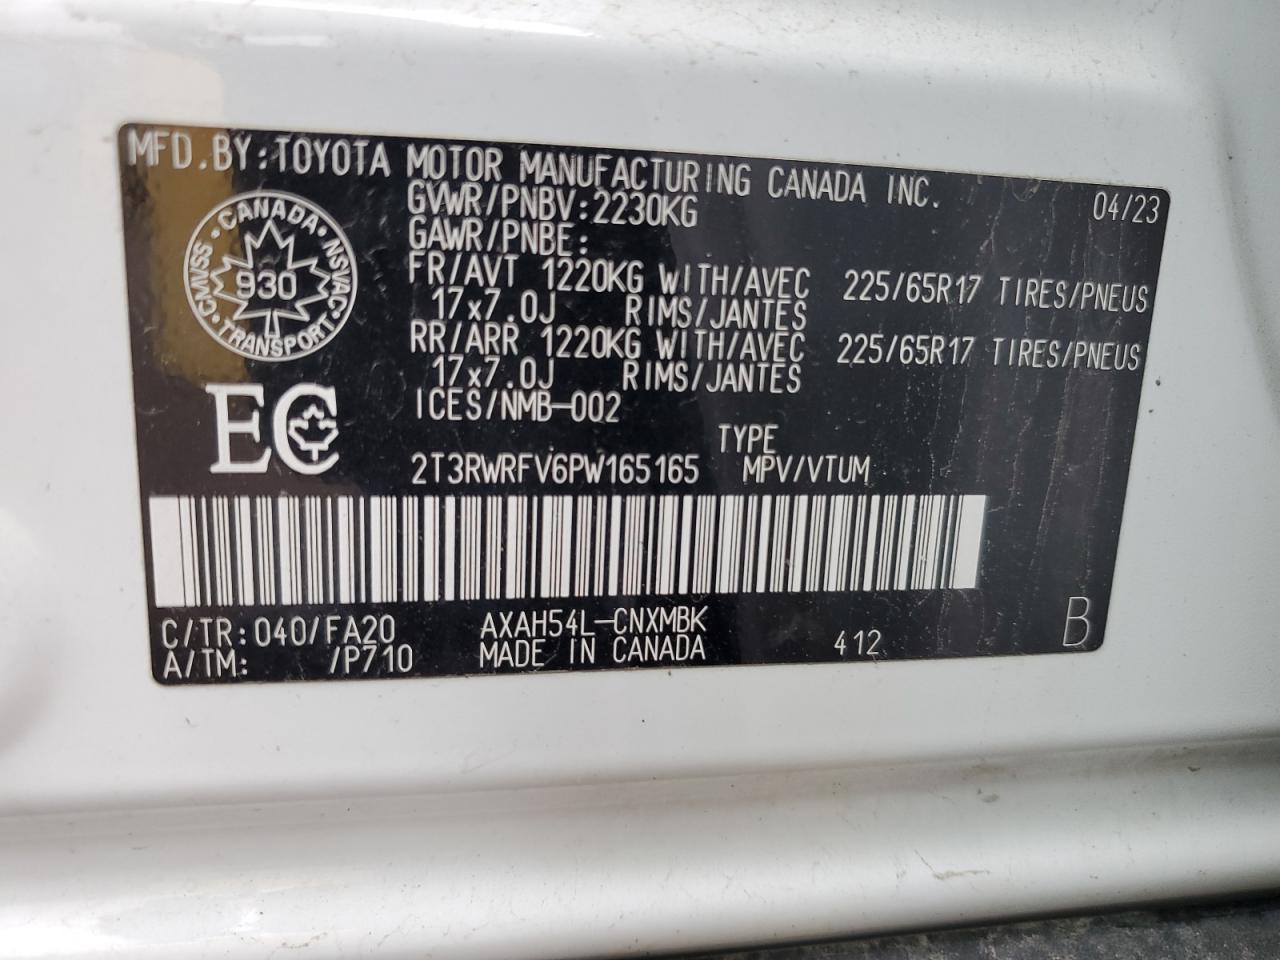 MFD.BY:TOYOTA MOTOR MANUFACTURING CANADA INC. 04/23
GVWR/PNBV:2230KG
GAWR/PNBE:
FR/AVT 1220KG WITH/AVEC 225/65R17 TIRES/PNEUS
17x7.0J RIMS/JANTES
RR/ARR 1220KG WITH/AVEC 225/65R17 TIRES/PNEUS
17x7.0J RIMS/JANTES
ICES/NMB-002
CANADA · NSVAC · TRANSPORT · CMVSS ·
930
EC
TYPE
2T3RWRFV6PW165165 MPV/VTUM
C/TR:040/FA20 AXAH54L-CNXMBK
A/TM: /P710 MADE IN CANADA 412 B